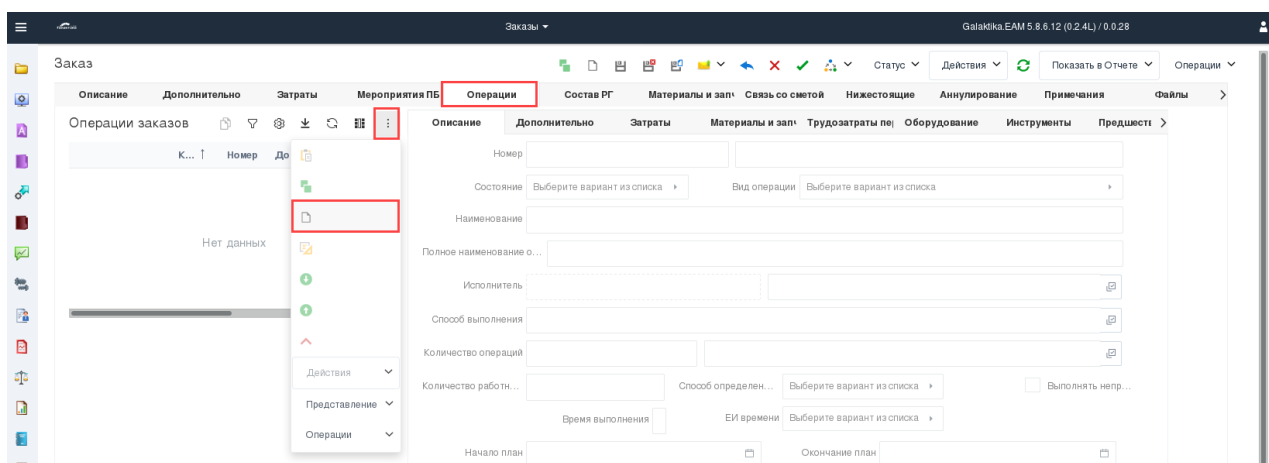 Заказы
Galaktika.EAM 5.8.6.12 (0.2.4L) / 0.0.28
Заказ
Статус
Действия
Показать в Отчете
Операции
Описание Дополнительно Затраты Мероприятия ПБ Операции Состав РГ Материалы и запч Связь со сметой Нижестоящие Аннулирование Примечания Файлы
Операции заказов
К... Номер До
Нет данных
Действия
Представление
Операции
Описание Дополнительно Затраты Материалы и запч Трудозатраты пе Оборудование Инструменты Предшест
Номер
Состояние Выберите вариант из списка Вид операции Выберите вариант из списка
Наименование
Полное наименование о...
Исполнитель
Способ выполнения
Количество операций
Количество работн... Способ определен... Выберите вариант из списка Выполнять непр...
Время выполнения ЕИ времени Выберите вариант из списка
Начало план Окончание план